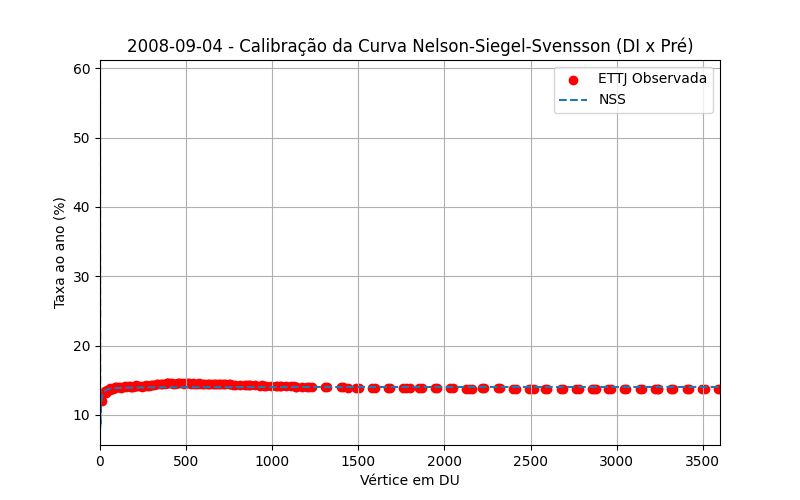 2008-09-04 - Calibração da Curva Nelson-Siegel-Svensson (DI x Pré)
ETTJ Observada
NSS
Taxa ao ano (%)
60
50
40
30
20
10
0 500 1000 1500 2000 2500 3000 3500
Vértice em DU